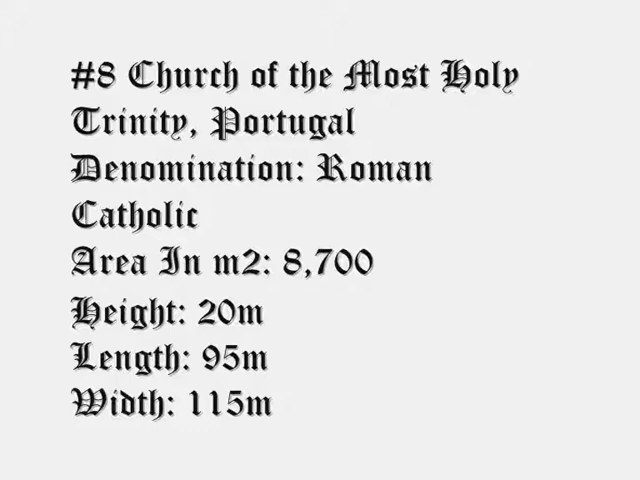 #8 Church of the Most Holy
Trinity, Portugal
Denomination: Roman
Catholic
Area In m2: 8,700
Height: 20m
Length: 95m
Width: 115m